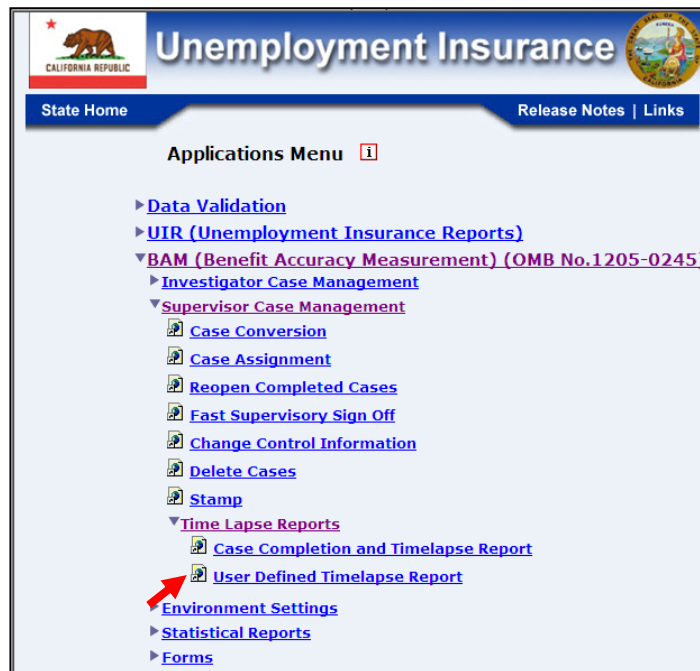 CALIFORNIA REPUBLIC
Unemployment Insurance
State Home
Release Notes | Links
Applications Menu i
Data Validation
UIR (Unemployment Insurance Reports)
BAM (Benefit Accuracy Measurement) (OMB No.1205-0245)
Investigator Case Management
Supervisor Case Management
Case Conversion
Case Assignment
Reopen Completed Cases
Fast Supervisory Sign Off
Change Control Information
Delete Cases
Stamp
Time Lapse Reports
Case Completion and Timelapse Report
User Defined Timelapse Report
Environment Settings
Statistical Reports
Forms